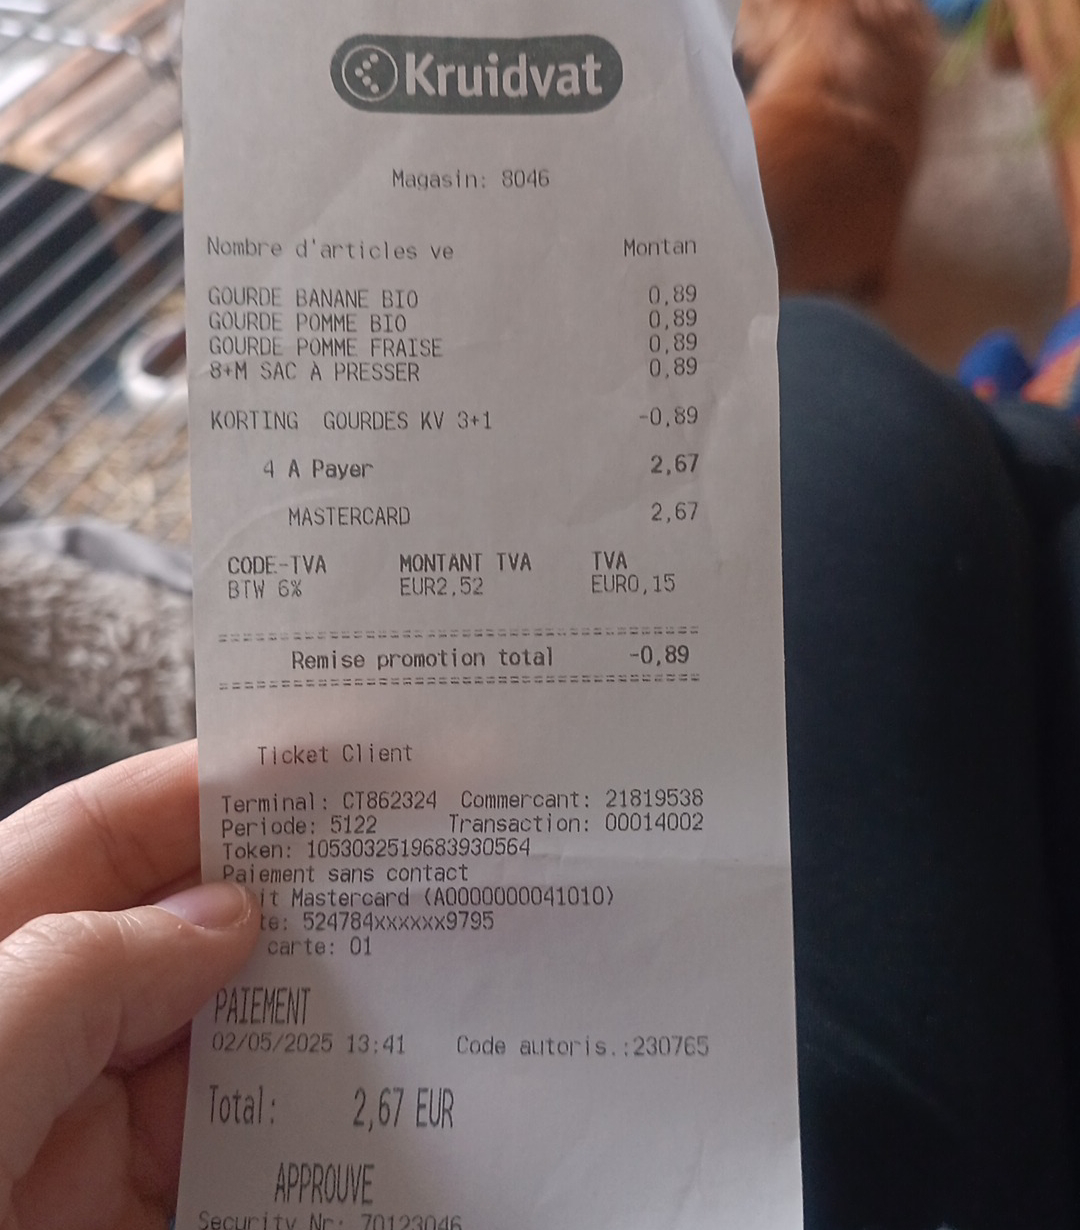 Kruidvat
Magasin: 8046
Nombre d'articles ve Montan
GOURDE BANANE BIO 0,89
GOURDE POMME BIO 0,89
GOURDE POMME FRAISE 0,89
8+M SAC À PRESSER 0,89
KORTING GOURDES KV 3+1 -0,89
4 A Payer 2,67
MASTERCARD 2,67
CODE-TVA MONTANT TVA TVA
BTW 6% EUR2,52 EUR0,15
Remise promotion total -0,89
Ticket Client
Terminal: CT862324 Commercant: 21819538
Periode: 5122 Transaction: 00014002
Token: 1053032519683930564
Paiement sans contact
it Mastercard (A0000000041010)
te: 524784xxxxxx9795
carte: 01
PAIEMENT
02/05/2025 13:41 Code autoris.:230765
Total: 2,67 EUR
APPROUVE
Security Nr: 70123046